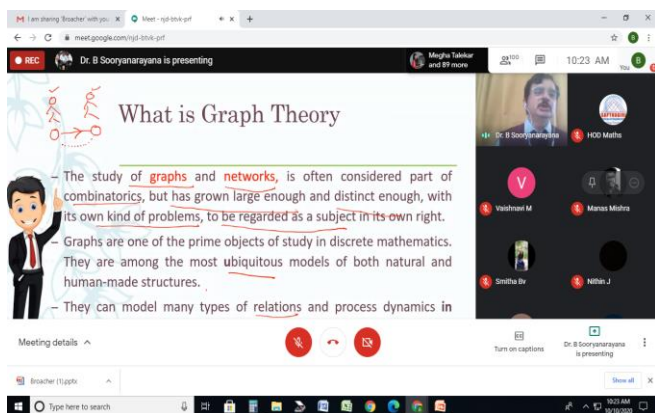 I am sharing 'Broacher' with you
Meet - njd-btvk-prf
meet.google.com/njd-btvk-prf
REC
Dr. B Sooryanarayana is presenting
Megha Talekar
and 89 more
100
10:23 AM
You
B
What is Graph Theory
– The study of graphs and networks, is often considered part of
combinatorics, but has grown large enough and distinct enough, with
its own kind of problems, to be regarded as a subject in its own right.
– Graphs are one of the prime objects of study in discrete mathematics.
They are among the most ubiquitous models of both natural and
human-made structures.
– They can model many types of relations and process dynamics in
Dr. B Sooryanarayana
HOD Maths
V
Vaishnavi M
Manas Mishra
Smitha Bv
Nithin J
Meeting details
Turn on captions
Dr. B Sooryanarayana
is presenting
Broacher (1).pptx
Show all
Type here to search
10:23 AM
10/10/2020